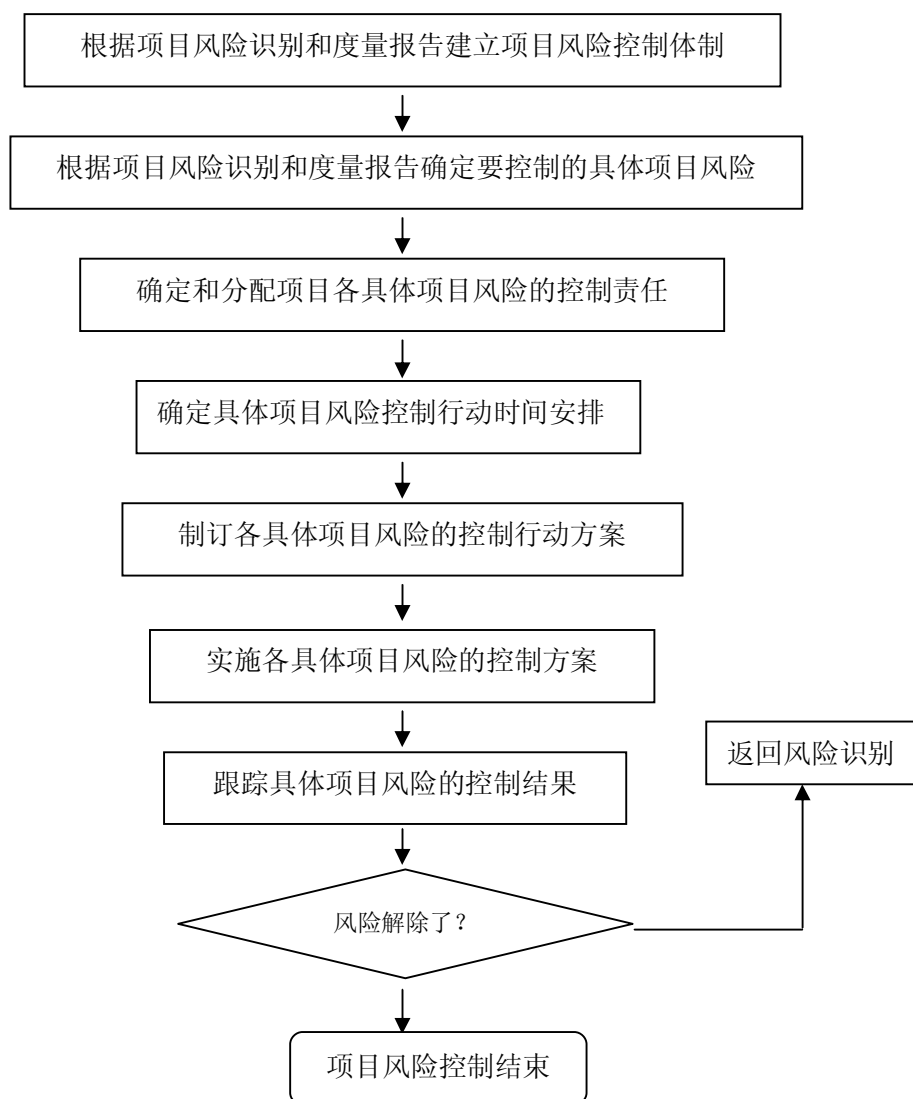 根据项目风险识别和度量报告建立项目风险控制体制
根据项目风险识别和度量报告确定要控制的具体项目风险
确定和分配项目各具体项目风险的控制责任
确定具体项目风险控制行动时间安排
制订各具体项目风险的控制行动方案
实施各具体项目风险的控制方案
返回风险识别
跟踪具体项目风险的控制结果
风险解除了？
项目风险控制结束